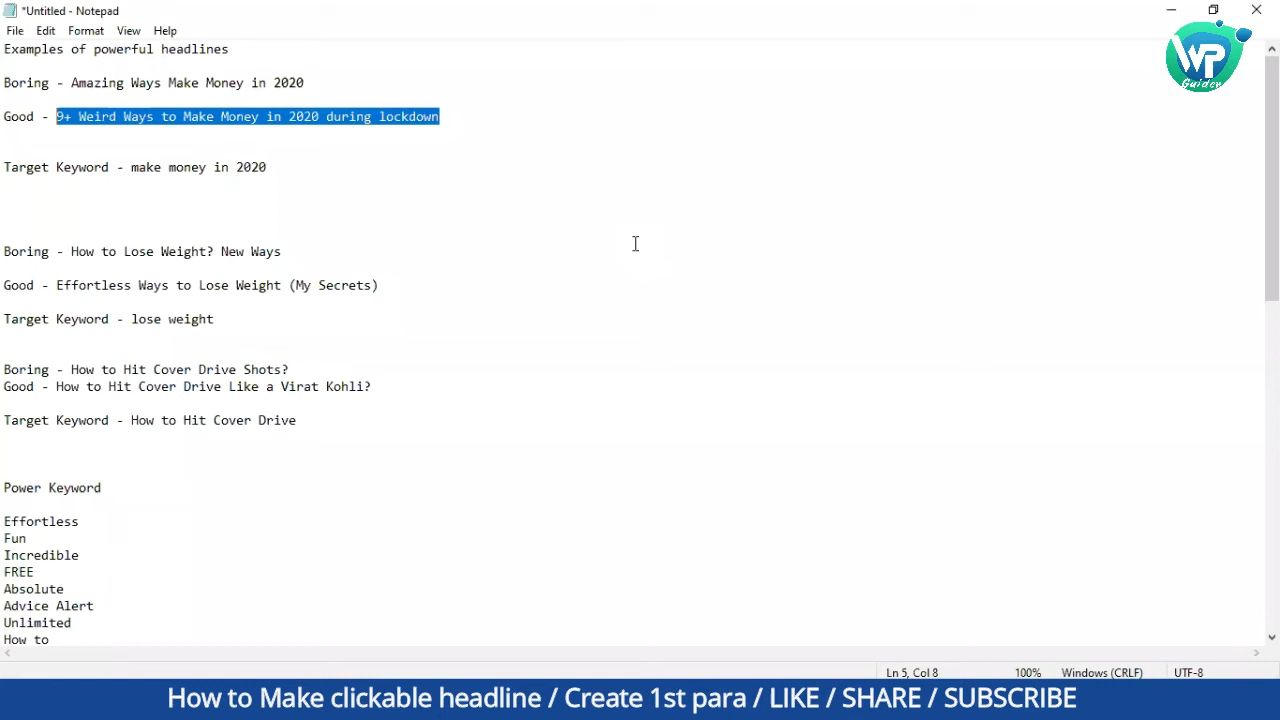 *Untitled - Notepad
File Edit Format View Help
WP
Guider
Examples of powerful headlines
Boring - Amazing Ways Make Money in 2020
Good - 9+ Weird Ways to Make Money in 2020 during lockdown
Target Keyword - make money in 2020
Boring - How to Lose Weight? New Ways
Good - Effortless Ways to Lose Weight (My Secrets)
Target Keyword - lose weight
Boring - How to Hit Cover Drive Shots?
Good - How to Hit Cover Drive Like a Virat Kohli?
Target Keyword - How to Hit Cover Drive
Power Keyword
Effortless
Fun
Incredible
FREE
Absolute
Advice Alert
Unlimited
How to
Ln 5, Col 8 100% Windows (CRLF) UTF-8
How to Make clickable headline / Create 1st para / LIKE / SHARE / SUBSCRIBE